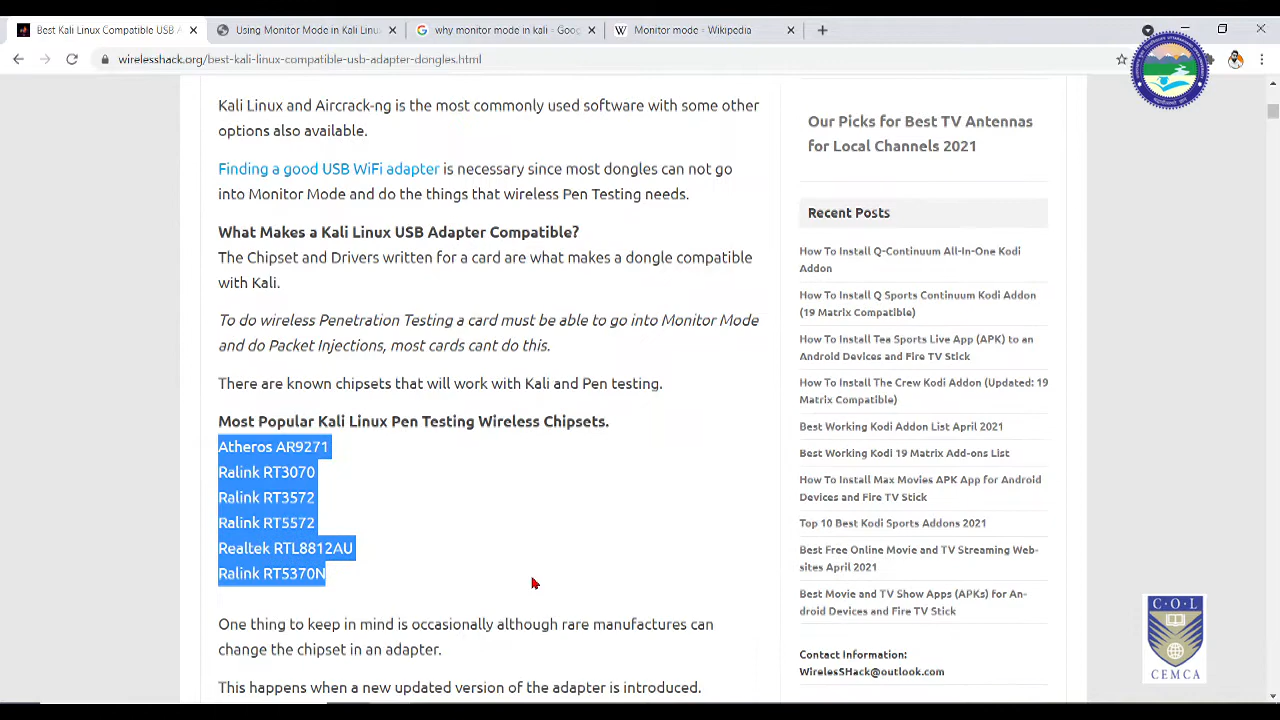 Best Kali Linux Compatible USB A
Using Monitor Mode in Kali Linu
why monitor mode in kali - Goog
Monitor mode - Wikipedia
wirelesshack.org/best-kali-linux-compatible-usb-adapter-dongles.html
Kali Linux and Aircrack-ng is the most commonly used software with some other
options also available.
Finding a good USB WiFi adapter is necessary since most dongles can not go
into Monitor Mode and do the things that wireless Pen Testing needs.
What Makes a Kali Linux USB Adapter Compatible?
The Chipset and Drivers written for a card are what makes a dongle compatible
with Kali.
To do wireless Penetration Testing a card must be able to go into Monitor Mode
and do Packet Injections, most cards cant do this.
There are known chipsets that will work with Kali and Pen testing.
Most Popular Kali Linux Pen Testing Wireless Chipsets.
Atheros AR9271
Ralink RT3070
Ralink RT3572
Ralink RT5572
Realtek RTL8812AU
Ralink RT5370N
One thing to keep in mind is occasionally although rare manufactures can
change the chipset in an adapter.
This happens when a new updated version of the adapter is introduced.
Our Picks for Best TV Antennas
for Local Channels 2021
Recent Posts
How To Install Q-Continuum All-In-One Kodi
Addon
How To Install Q Sports Continuum Kodi Addon
(19 Matrix Compatible)
How To Install Tea Sports Live App (APK) to an
Android Devices and Fire TV Stick
How To Install The Crew Kodi Addon (Updated: 19
Matrix Compatible)
Best Working Kodi Addon List April 2021
Best Working Kodi 19 Matrix Add-ons List
How To Install Max Movies APK App for Android
Devices and Fire TV Stick
Top 10 Best Kodi Sports Addons 2021
Best Free Online Movie and TV Streaming Web-
sites April 2021
Best Movie and TV Show Apps (APKs) for An-
droid Devices and Fire TV Stick
Contact Information:
WirelesSHack@outlook.com
C·O·L
CEMCA